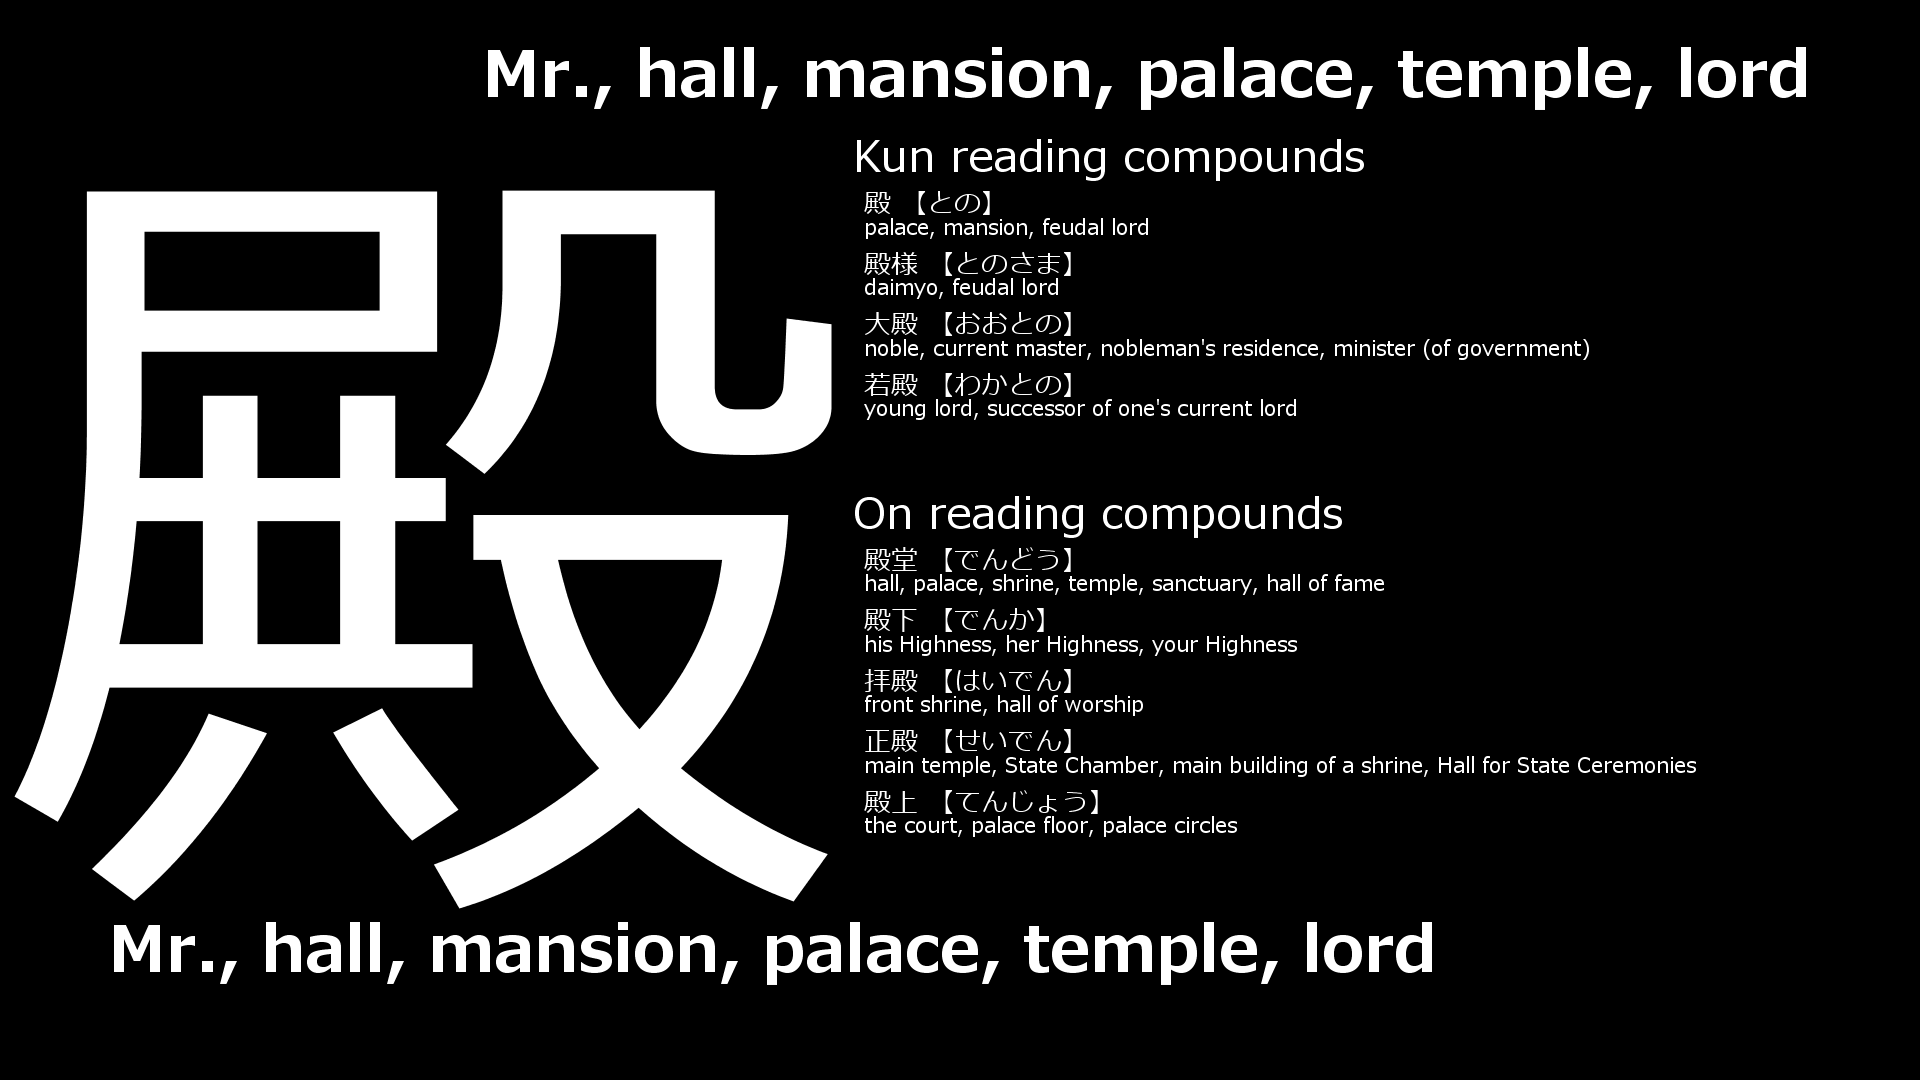 Mr., hall, mansion, palace, temple, lord
殿
Kun reading compounds
殿 【との】
palace, mansion, feudal lord
殿様 【とのさま】
daimyo, feudal lord
大殿 【おおとの】
noble, current master, nobleman's residence, minister (of government)
若殿 【わかとの】
young lord, successor of one's current lord
On reading compounds
殿堂 【でんどう】
hall, palace, shrine, temple, sanctuary, hall of fame
殿下 【でんか】
his Highness, her Highness, your Highness
拝殿 【はいでん】
front shrine, hall of worship
正殿 【せいでん】
main temple, State Chamber, main building of a shrine, Hall for State Ceremonies
殿上 【てんじょう】
the court, palace floor, palace circles
Mr., hall, mansion, palace, temple, lord